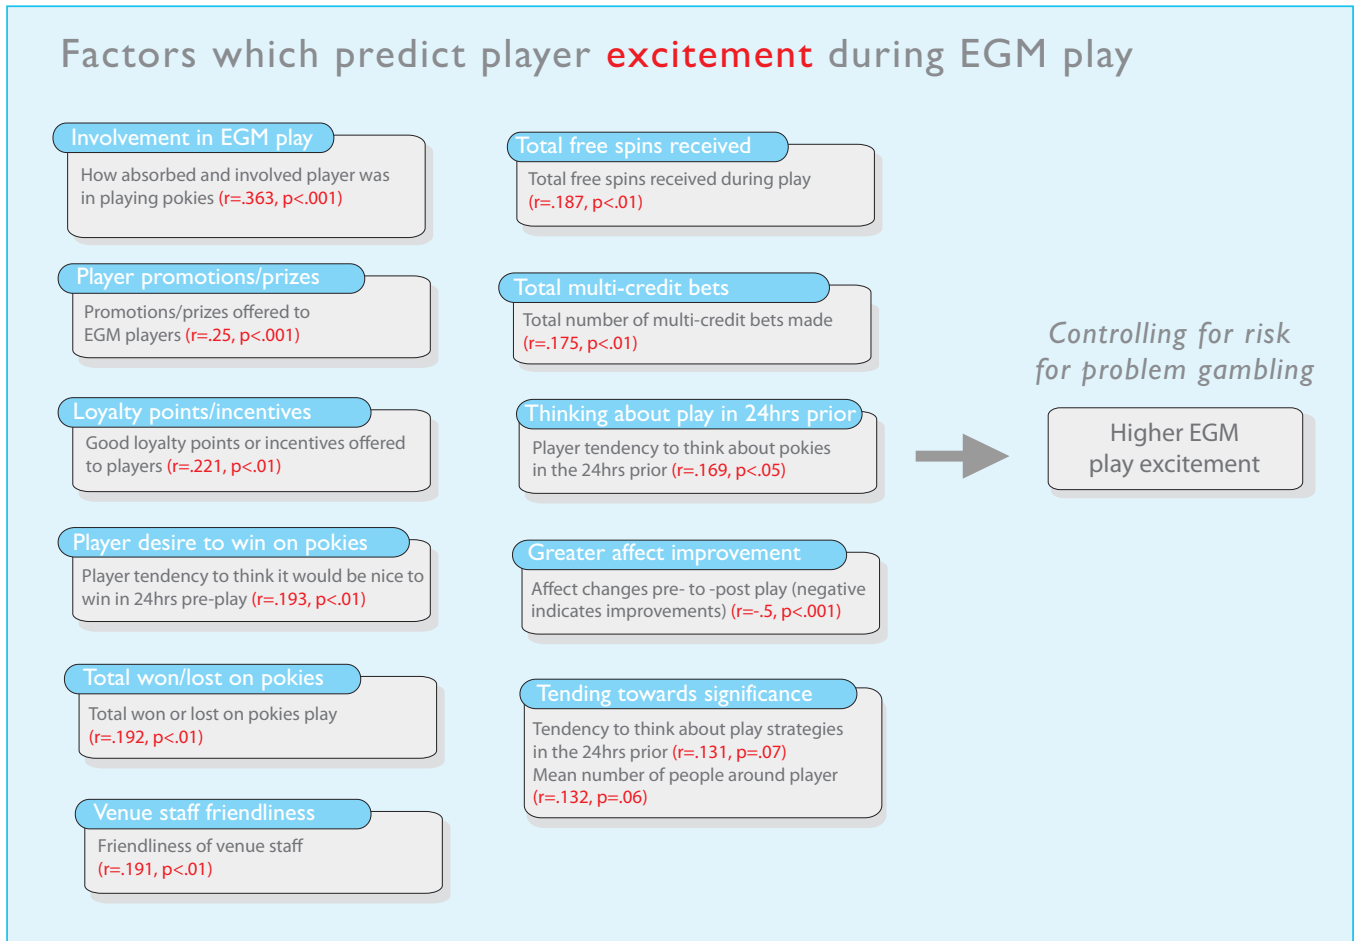 Factors which predict player excitement during EGM play
Involvement in EGM play
How absorbed and involved player was
in playing pokies (r=.363, p<.001)
Player promotions/prizes
Promotions/prizes offered to
EGM players (r=.25, p<.001)
Loyalty points/incentives
Good loyalty points or incentives offered
to players (r=.221, p<.01)
Player desire to win on pokies
Player tendency to think it would be nice to
win in 24hrs pre-play (r=.193, p<.01)
Total won/lost on pokies
Total won or lost on pokies play
(r=.192, p<.01)
Venue staff friendliness
Friendliness of venue staff
(r=.191, p<.01)
Total free spins received
Total free spins received during play
(r=.187, p<.01)
Total multi-credit bets
Total number of multi-credit bets made
(r=.175, p<.01)
Thinking about play in 24hrs prior
Player tendency to think about pokies
in the 24hrs prior (r=.169, p<.05)
Greater affect improvement
Affect changes pre- to -post play (negative
indicates improvements) (r=-.5, p<.001)
Tending towards significance
Tendency to think about play strategies
in the 24hrs prior (r=.131, p=.07)
Mean number of people around player
(r=.132, p=.06)
Controlling for risk
for problem gambling
Higher EGM
play excitement